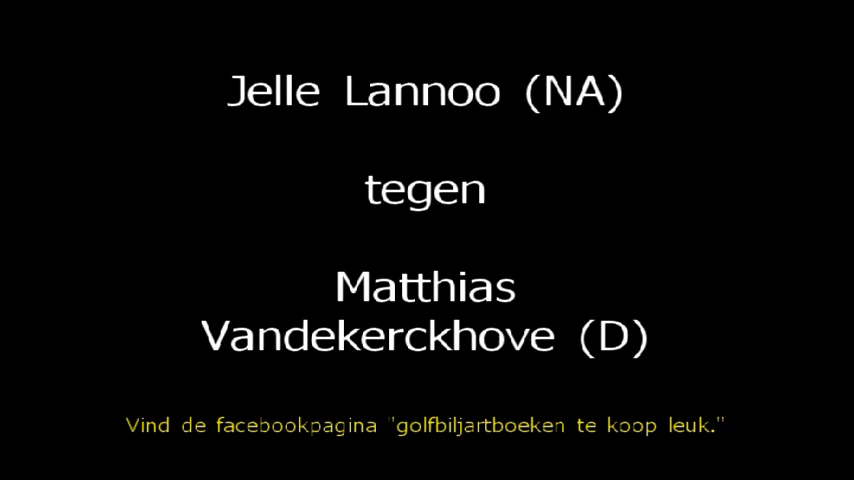 Jelle Lannoo (NA)
tegen
Matthias
Vandekerckhove (D)
Vind de facebookpagina "golfbiljartboeken te koop leuk."